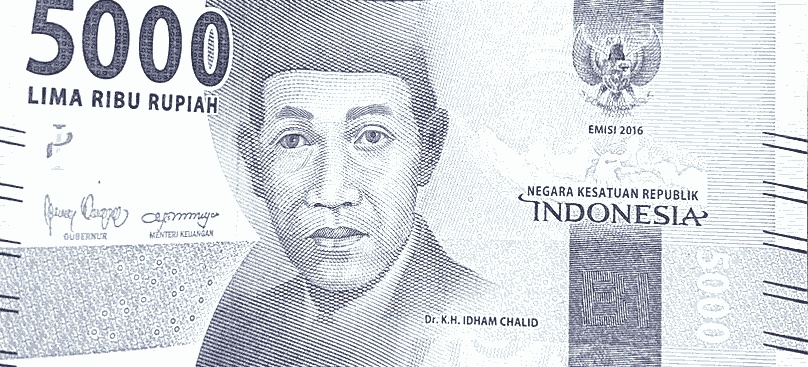 5000
LIMA RIBU RUPIAH
EMISI 2016
NEGARA KESATUAN REPUBLIK
INDONESIA
GUBERNUR
MENTERI KEUANGAN
Dr. K.H. IDHAM CHALID
5000